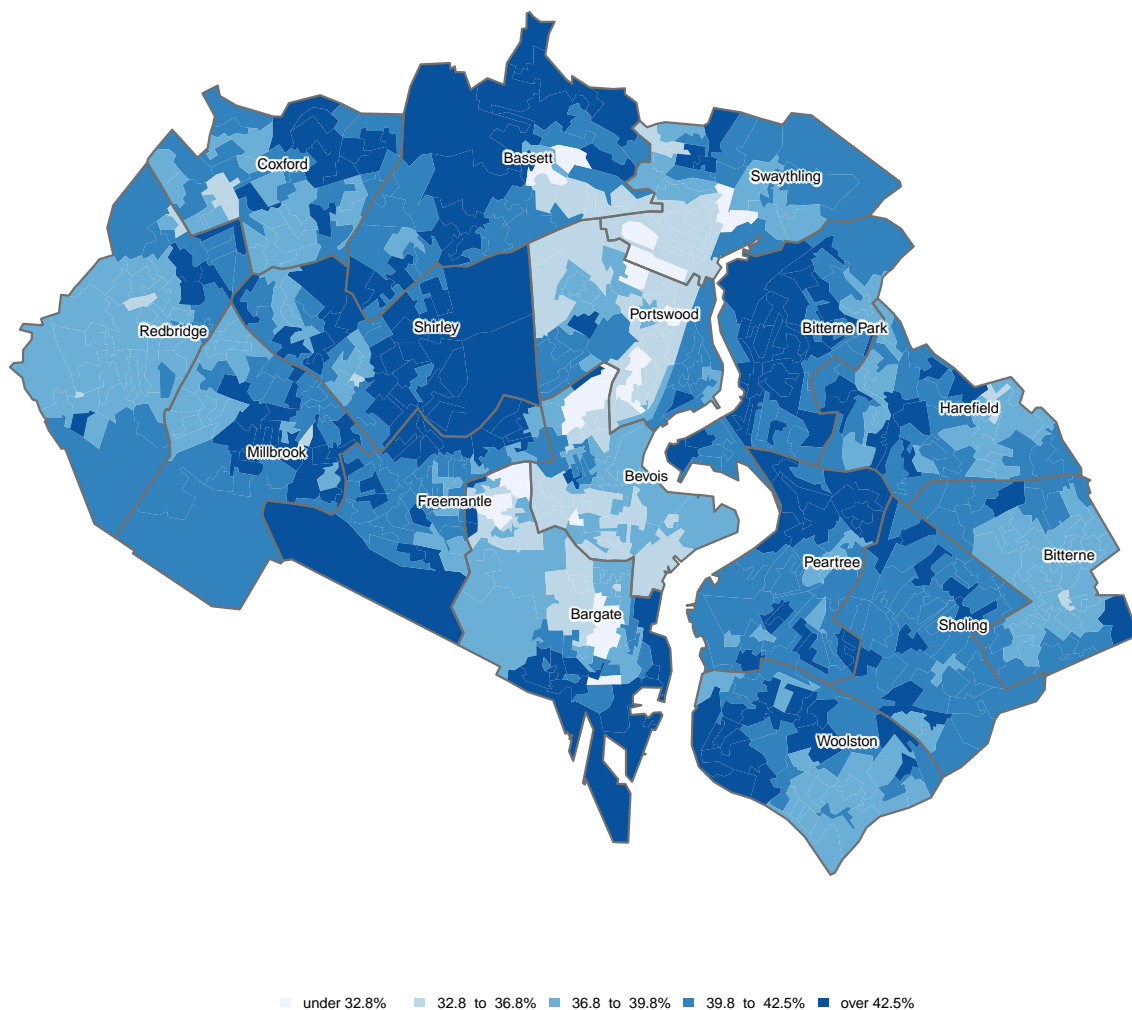 Bassett
Coxford
Swaythling
Portswood
Shirley
Bitterne Park
Redbridge
Harefield
Millbrook
Bevois
Freemantle
Bitterne
Peartree
Bargate
Sholing
Woolston
under 32.8% 32.8 to 36.8% 36.8 to 39.8% 39.8 to 42.5% over 42.5%